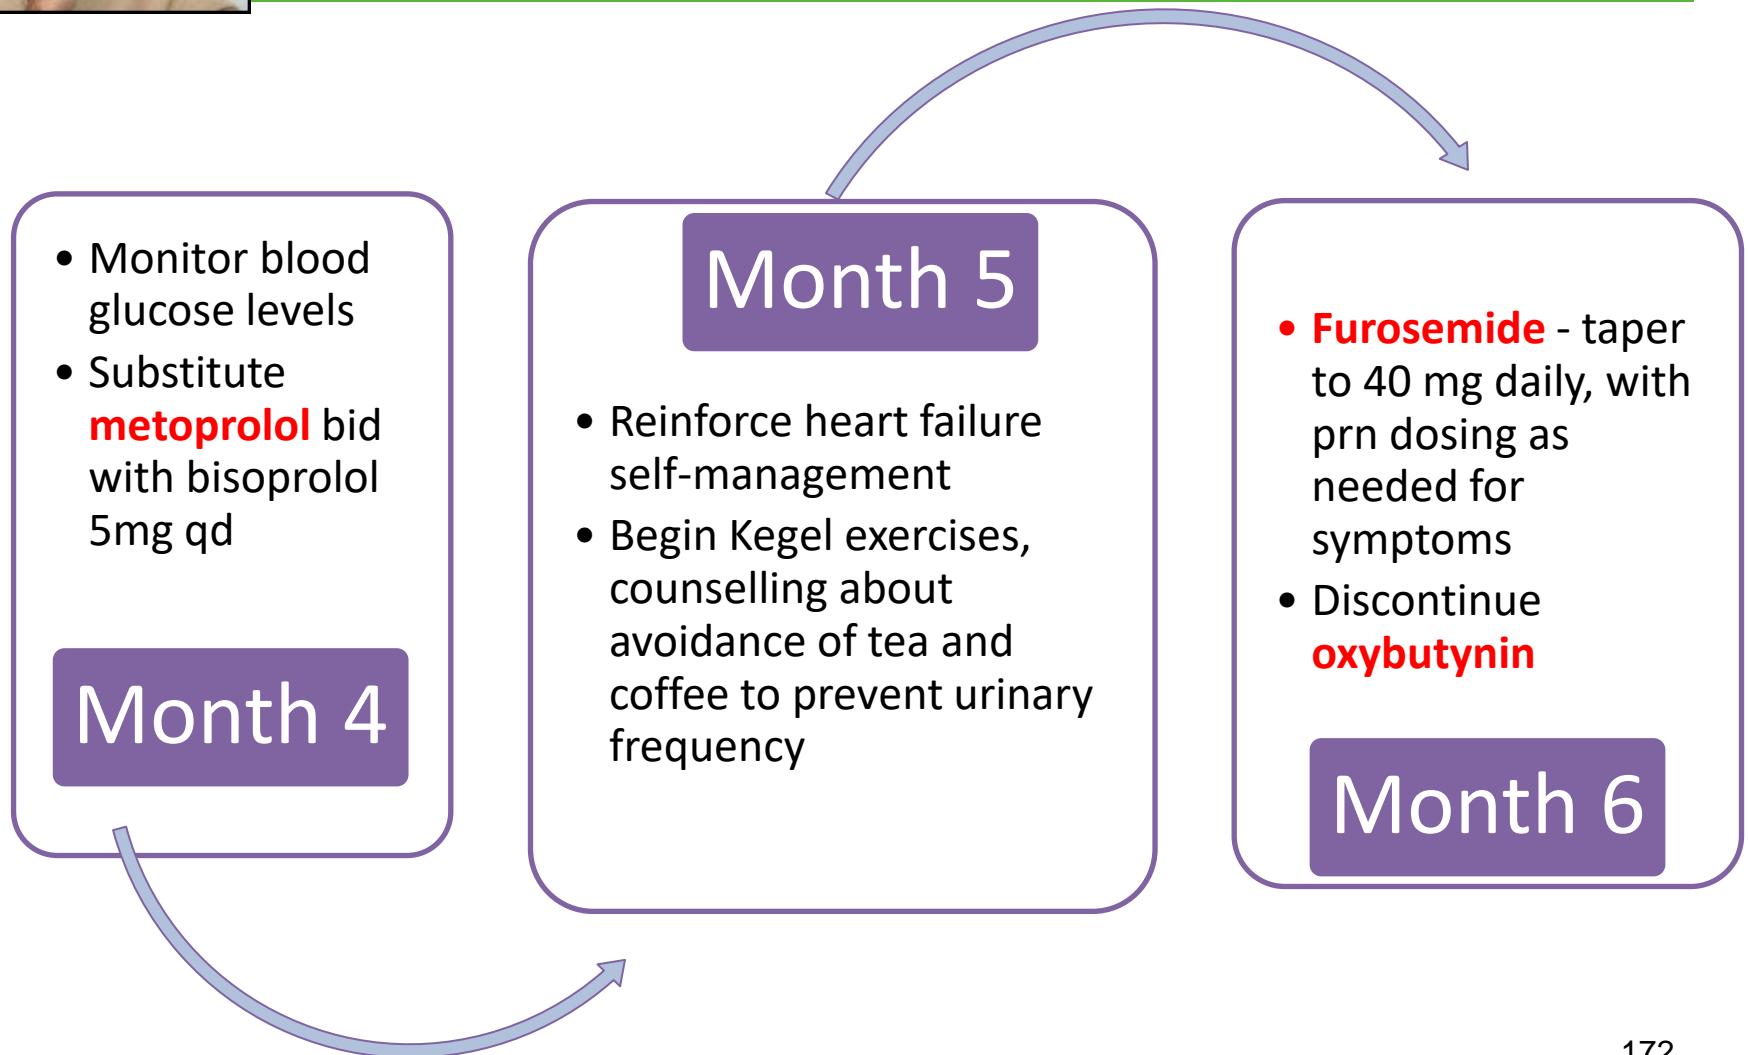 • Monitor blood
glucose levels
• Substitute
metoprolol bid
with bisoprolol
5mg qd
Month 4
Month 5
• Reinforce heart failure
self-management
• Begin Kegel exercises,
counselling about
avoidance of tea and
coffee to prevent urinary
frequency
• Furosemide - taper
to 40 mg daily, with
prn dosing as
needed for
symptoms
• Discontinue
oxybutynin
Month 6
172